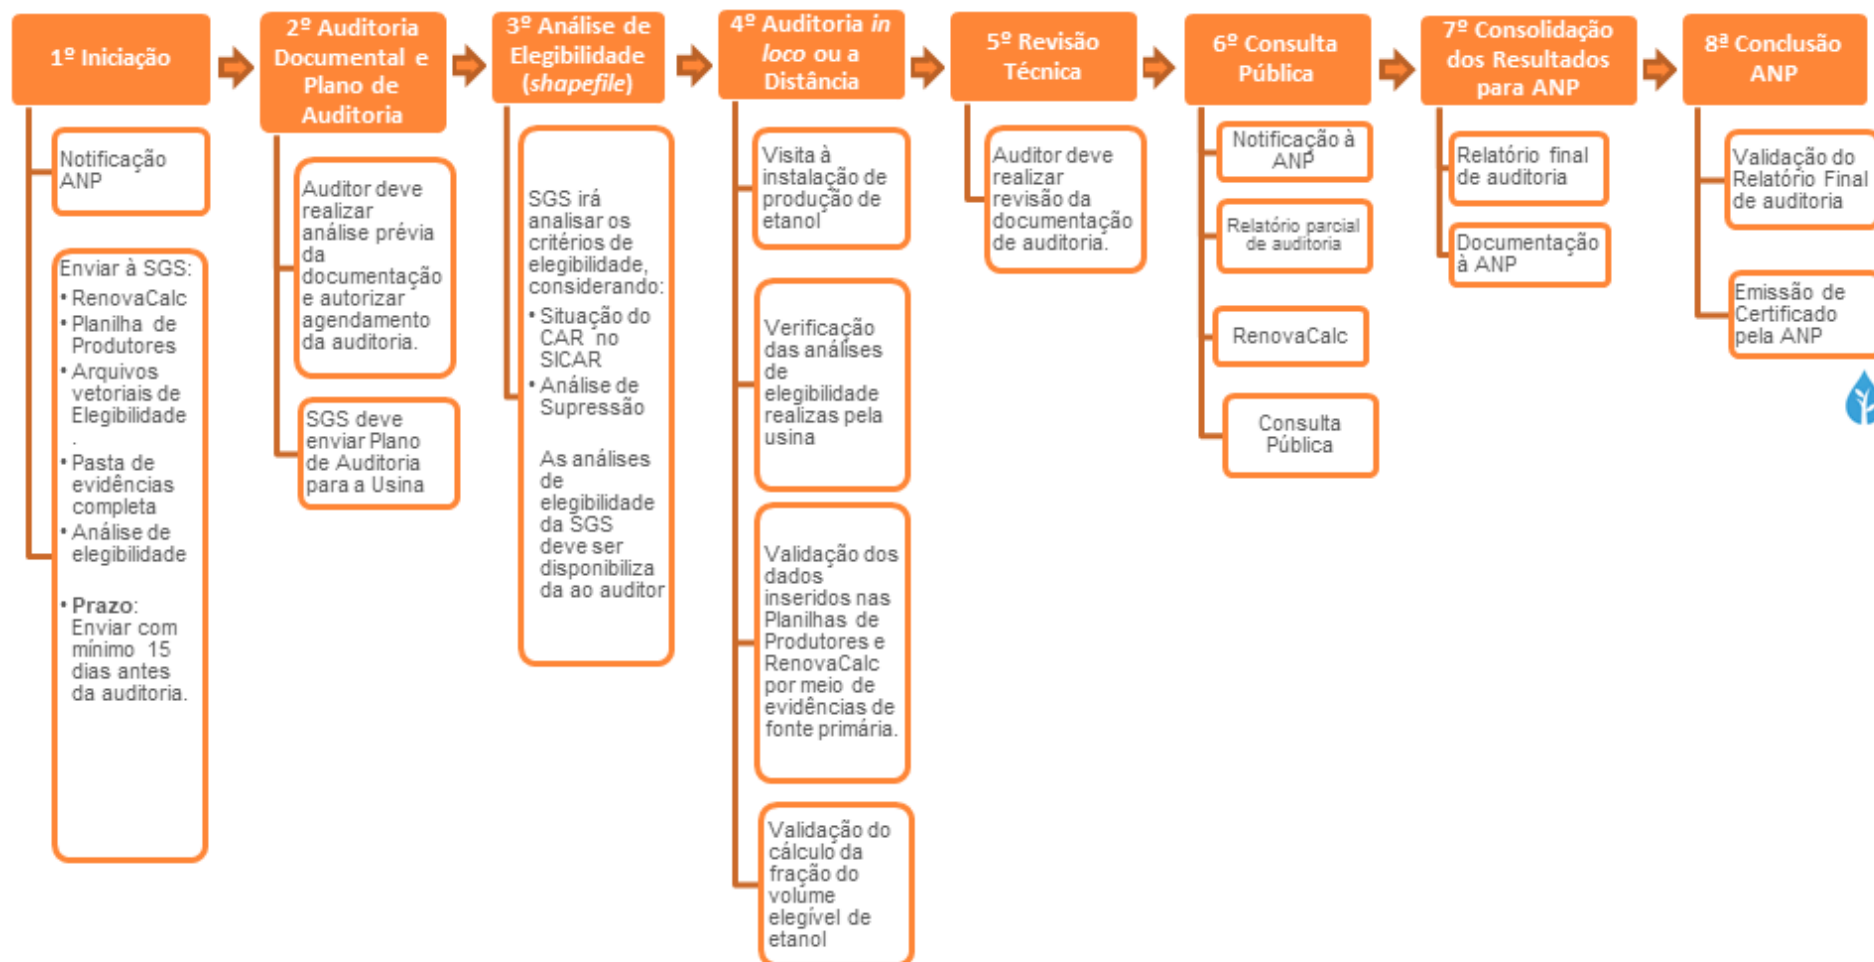 1º Iniciação
Notificação
ANP
Enviar à SGS:
• RenovaCalc
• Planilha de
Produtores
• Arquivos
vetoriais de
Elegibilidade
.
• Pasta de
evidências
completa
• Análise de
elegibilidade
• Prazo:
Enviar com
mínimo 15
dias antes
da auditoria.
2º Auditoria
Documental e
Plano de
Auditoria
Auditor deve
realizar
análise prévia
da
documentação
e autorizar
agendamento
da auditoria.
SGS deve
enviar Plano
de Auditoria
para a Usina
3º Análise de
Elegibilidade
(shapefile)
SGS irá
analisar os
critérios de
elegibilidade,
considerando:
• Situação do
CAR no
SICAR
• Análise de
Supressão
As análises
de
elegibilidade
da SGS
deve ser
disponibiliza
da ao auditor
4º Auditoria in
loco ou a
Distância
Visita à
instalação de
produção de
etanol
Verificação
das análises
de
elegibilidade
realizas pela
usina
Validação dos
dados
inseridos nas
Planilhas de
Produtores e
RenovaCalc
por meio de
evidências de
fonte primária.
Validação do
cálculo da
fração do
volume
elegível de
etanol
5º Revisão
Técnica
Auditor deve
realizar
revisão da
documentação
de auditoria.
6º Consulta
Pública
Notificação à
ANP
Relatório parcial
de auditoria
RenovaCalc
Consulta
Pública
7º Consolidação
dos Resultados
para ANP
Relatório final
de auditoria
Documentação
à ANP
8ª Conclusão
ANP
Validação do
Relatório Final
de auditoria
Emissão de
Certificado
pela ANP